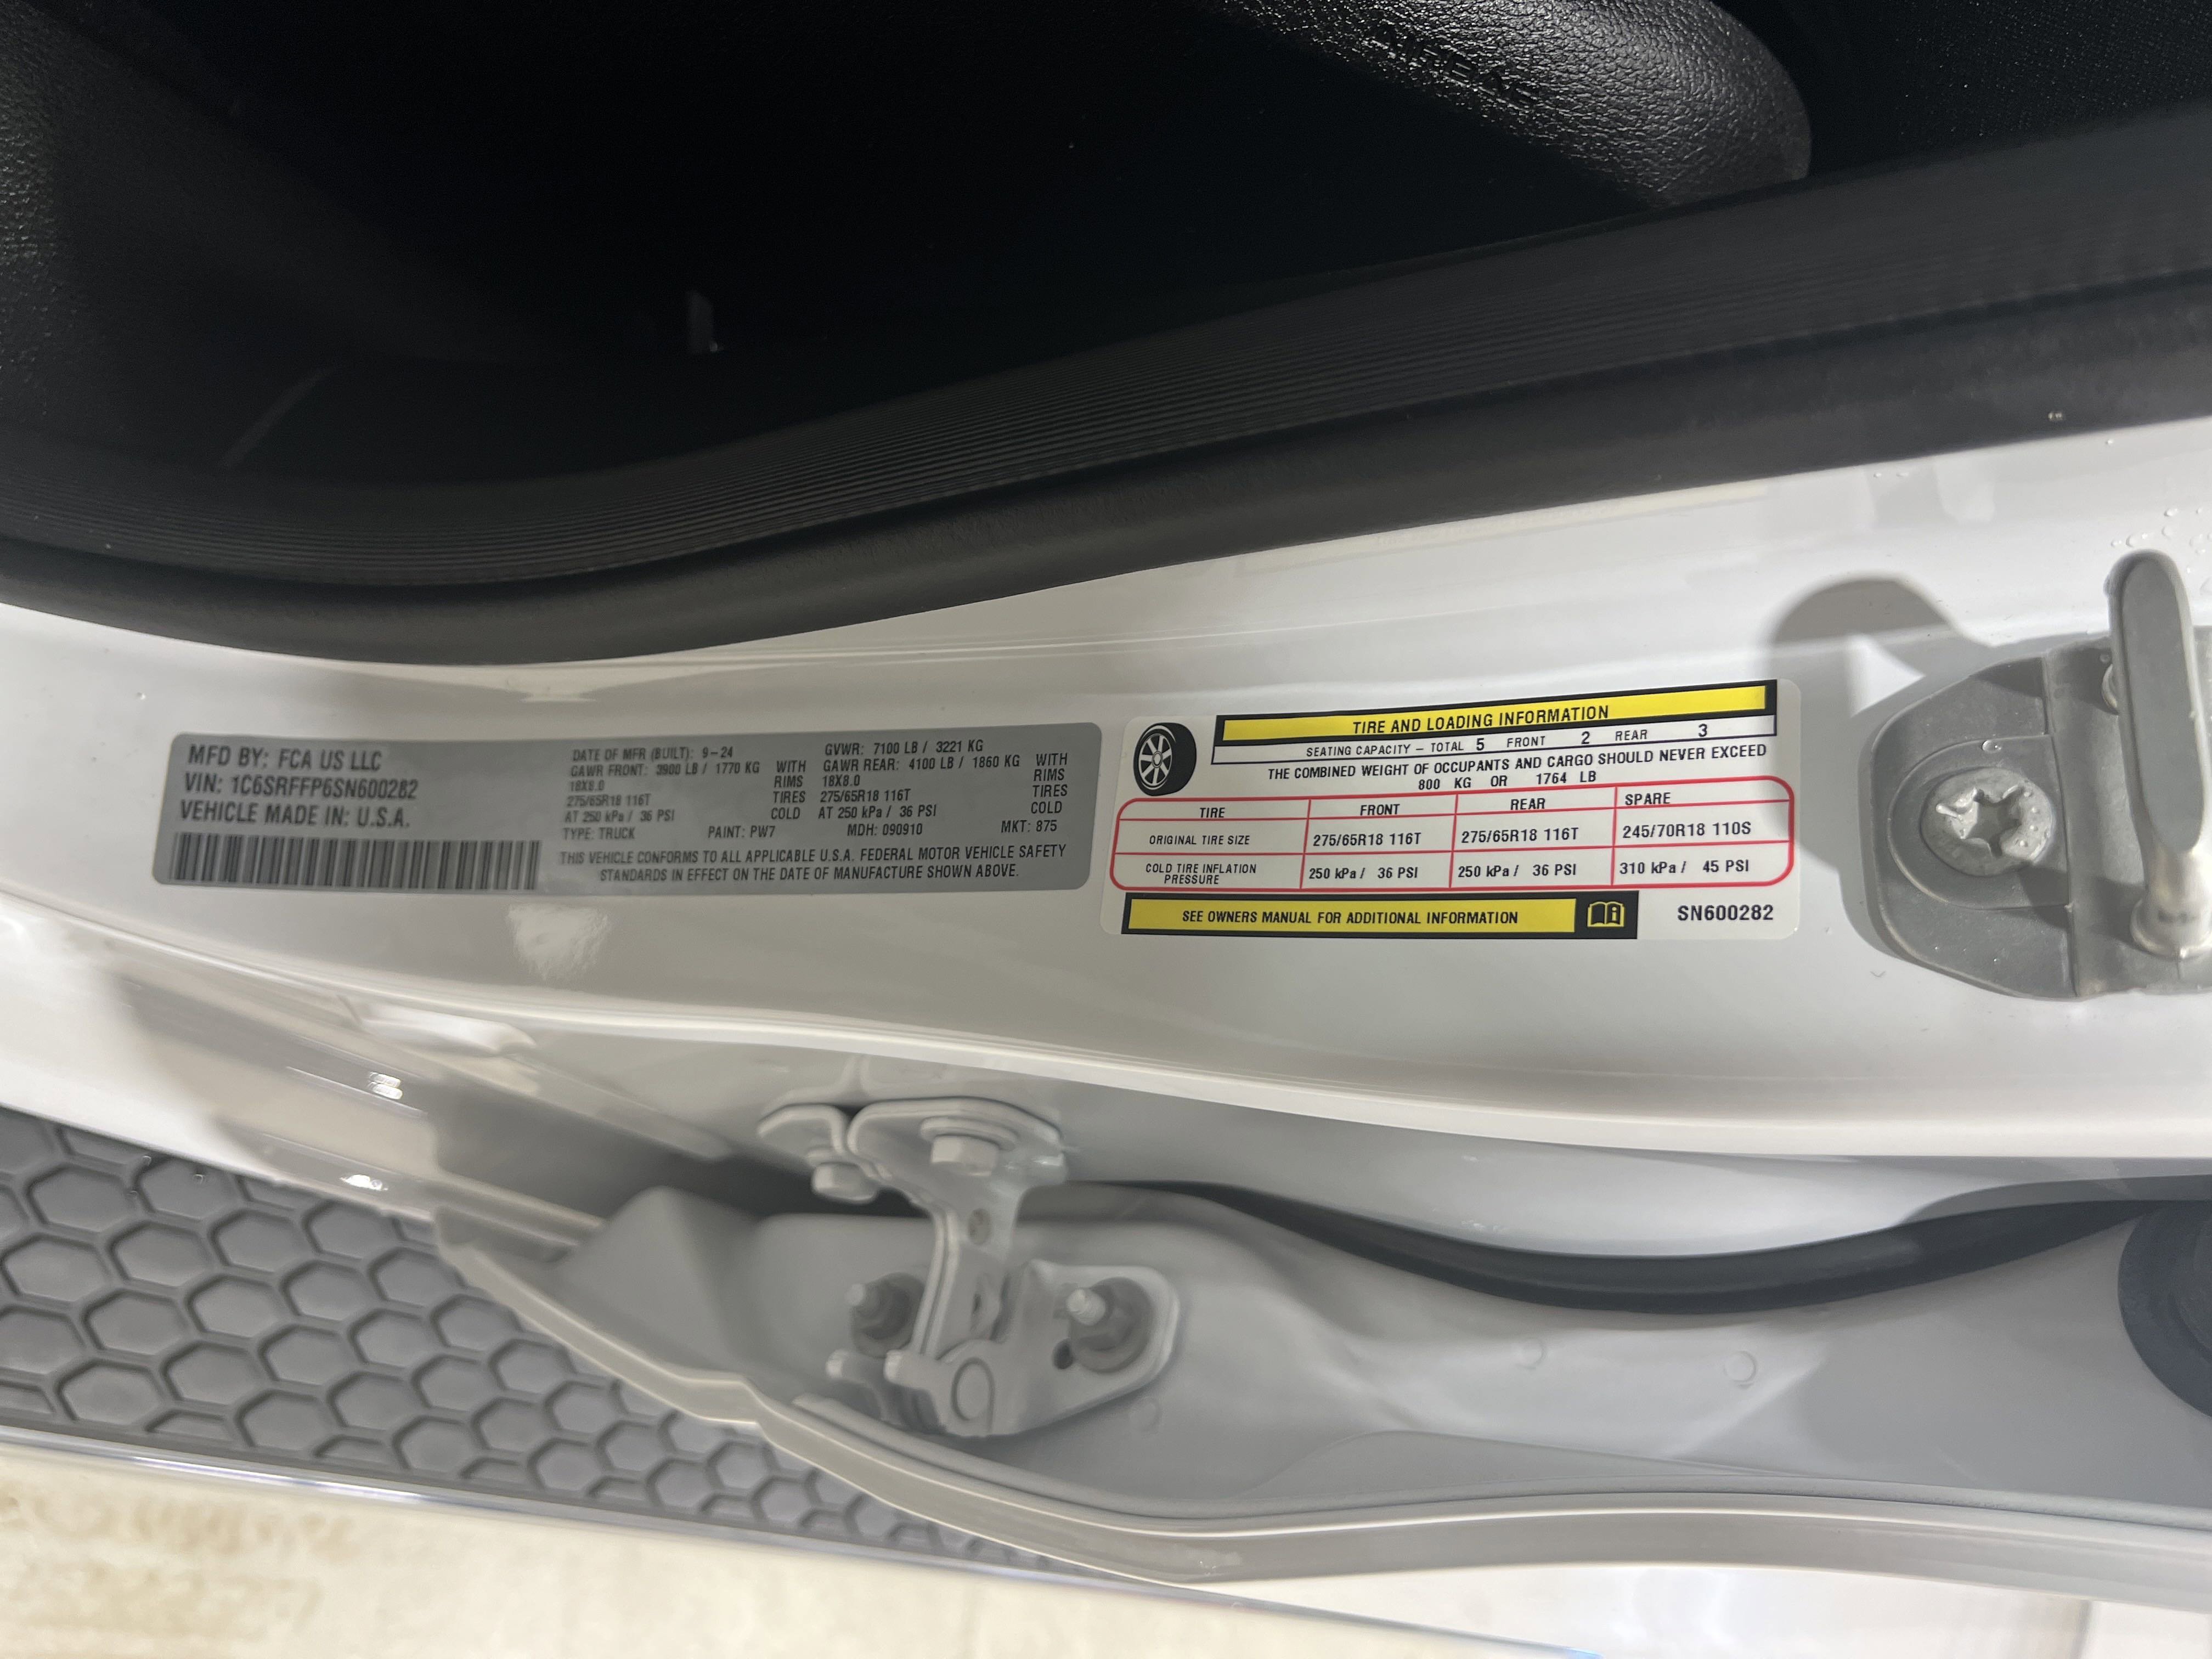 AIRBAG
MFD BY: FCA US LLC
VIN: 1C6SRFFP6SN600282
VEHICLE MADE IN: U.S.A.
DATE OF MFR (BUILT): 9-24 GVWR: 7100 LB / 3221 KG
GAWR FRONT: 3900 LB / 1770 KG WITH GAWR REAR: 4100 LB / 1860 KG WITH
18X8.0 RIMS 18X8.0 RIMS
275/65R18 116T TIRES 275/65R18 116T TIRES
AT 250 kPa / 36 PSI COLD AT 250 kPa / 36 PSI COLD
TYPE: TRUCK PAINT: PW7 MDH: 090910 MKT: 875
THIS VEHICLE CONFORMS TO ALL APPLICABLE U.S.A. FEDERAL MOTOR VEHICLE SAFETY
STANDARDS IN EFFECT ON THE DATE OF MANUFACTURE SHOWN ABOVE.
TIRE AND LOADING INFORMATION
SEATING CAPACITY - TOTAL 5 FRONT 2 REAR 3
THE COMBINED WEIGHT OF OCCUPANTS AND CARGO SHOULD NEVER EXCEED
800 KG OR 1764 LB
TIRE FRONT REAR SPARE
ORIGINAL TIRE SIZE 275/65R18 116T 275/65R18 116T 245/70R18 110S
COLD TIRE INFLATION
PRESSURE 250 kPa / 36 PSI 250 kPa / 36 PSI 310 kPa / 45 PSI
SEE OWNERS MANUAL FOR ADDITIONAL INFORMATION
SN600282